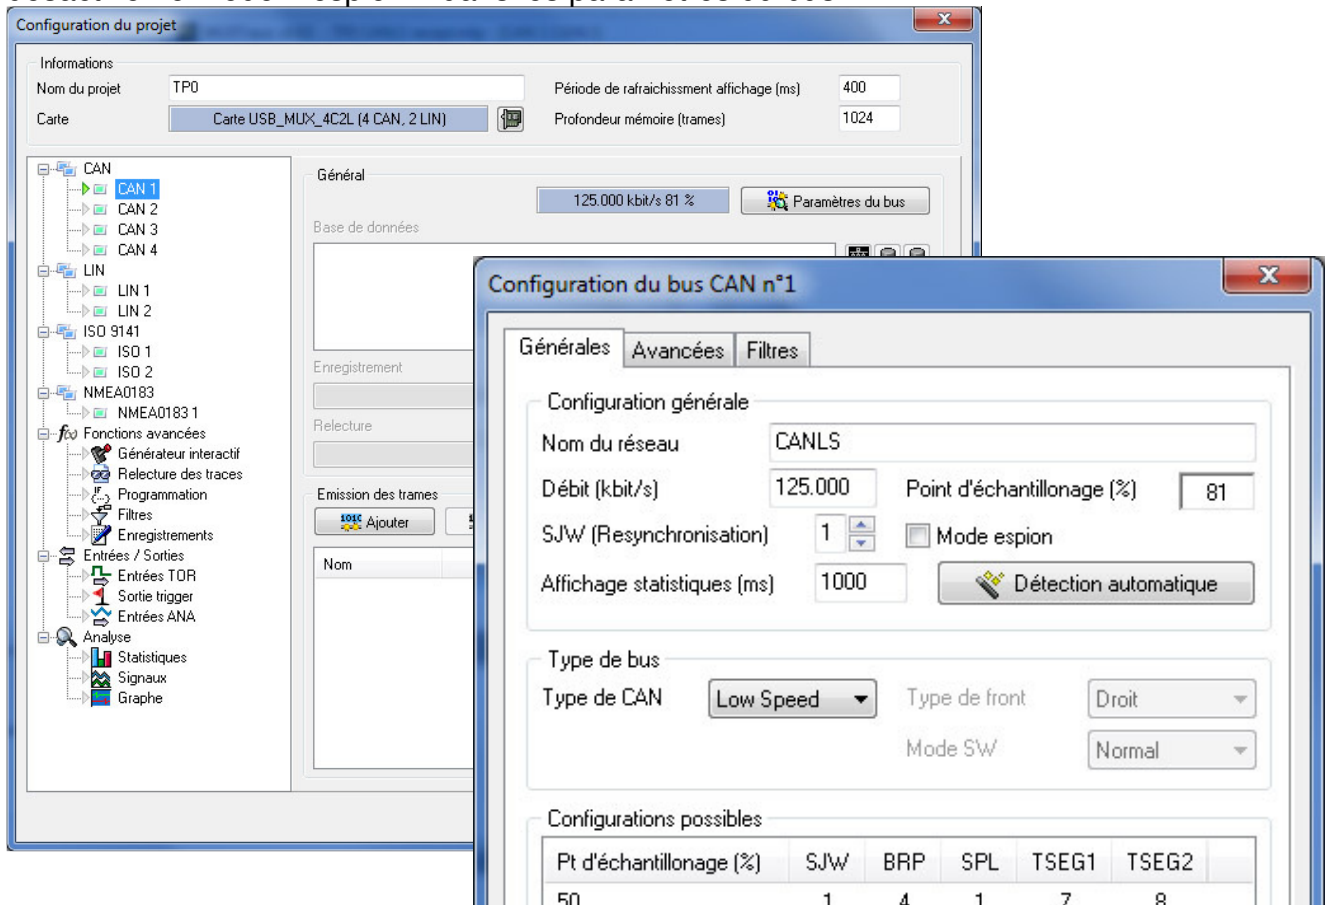 Configuration du projet
Informations
Nom du projet TP0 Période de rafraichissment affichage (ms) 400
Carte Carte USB_MUX_4C2L (4 CAN, 2 LIN) Profondeur mémoire (trames) 1024
CAN
CAN 1
CAN 2
CAN 3
CAN 4
LIN
LIN 1
LIN 2
ISO 9141
ISO 1
ISO 2
NMEA0183
NMEA0183 1
f(x) Fonctions avancées
Générateur interactif
Relecture des traces
Programmation
Filtres
Enregistrements
Entrées / Sorties
Entrées TOR
Sortie trigger
Entrées ANA
Analyse
Statistiques
Signaux
Graphe
Général
125.000 kbit/s 81 % Paramètres du bus
Base de données
Enregistrement
Relecture
Emission des trames
Ajouter
Nom
Configuration du bus CAN n°1
Générales Avancées Filtres
Configuration générale
Nom du réseau CANLS
Débit (kbit/s) 125.000 Point d'échantillonage (%) 81
SJW (Resynchronisation) 1 Mode espion
Affichage statistiques (ms) 1000 Détection automatique
Type de bus
Type de CAN Low Speed Type de front Droit
Mode SW Normal
Configurations possibles
Pt d'échantillonage (%) SJW BRP SPL TSEG1 TSEG2
50 1 4 1 7 8